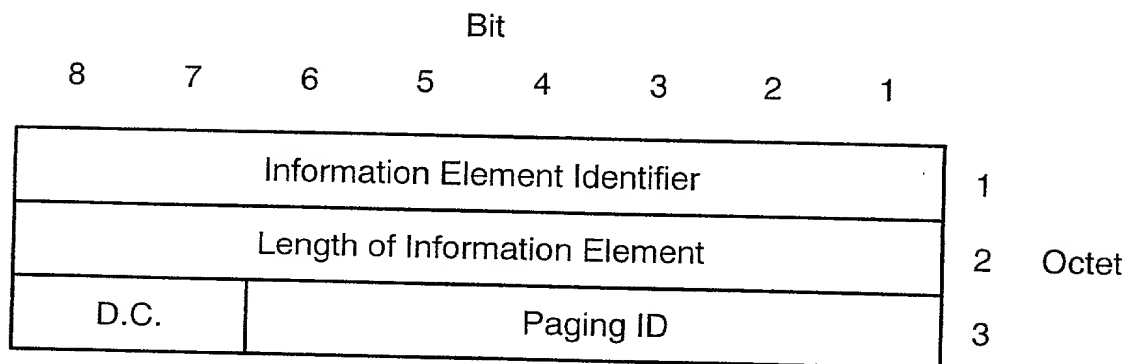 Bit
8 7 6 5 4 3 2 1
Information Element Identifier 1
Length of Information Element 2 Octet
D.C. Paging ID 3